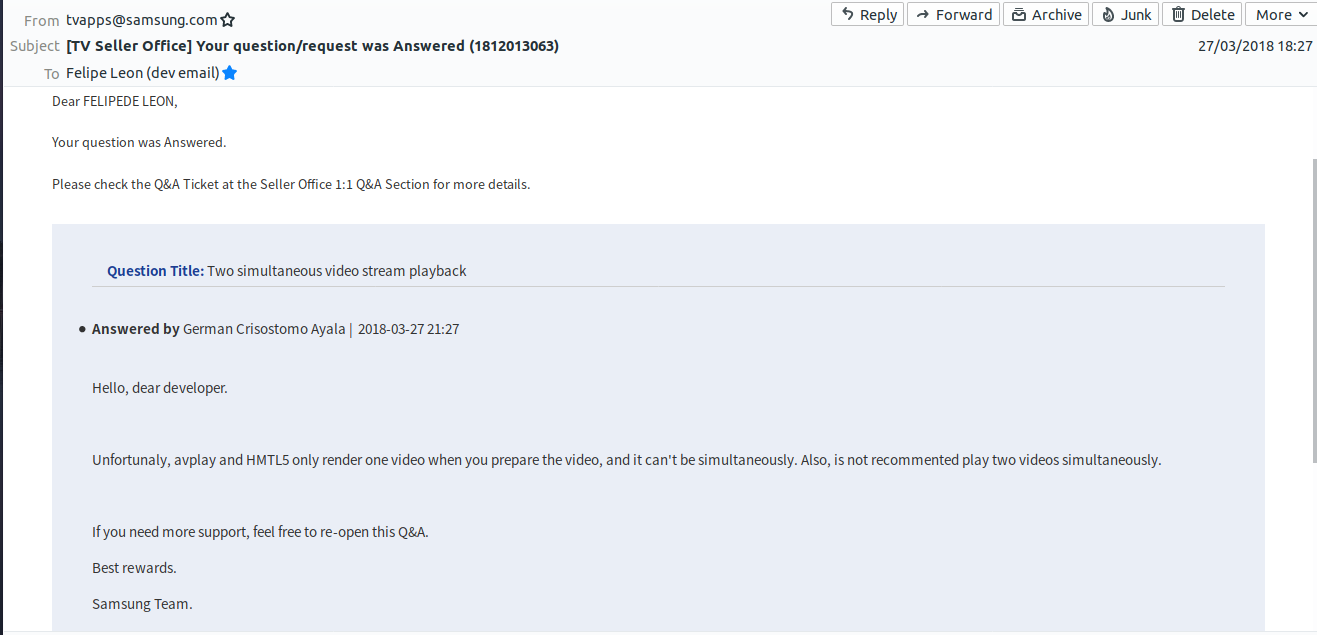 From tvapps@samsung.com
Reply Forward Archive Junk Delete More
Subject [TV Seller Office] Your question/request was Answered (1812013063) 27/03/2018 18:27
To Felipe Leon (dev email)
Dear FELIPEDE LEON,
Your question was Answered.
Please check the Q&A Ticket at the Seller Office 1:1 Q&A Section for more details.
Question Title: Two simultaneous video stream playback
● Answered by German Crisostomo Ayala | 2018-03-27 21:27
Hello, dear developer.
Unfortunaly, avplay and HMTL5 only render one video when you prepare the video, and it can't be simultaneously. Also, is not recommented play two videos simultaneously.
If you need more support, feel free to re-open this Q&A.
Best rewards.
Samsung Team.